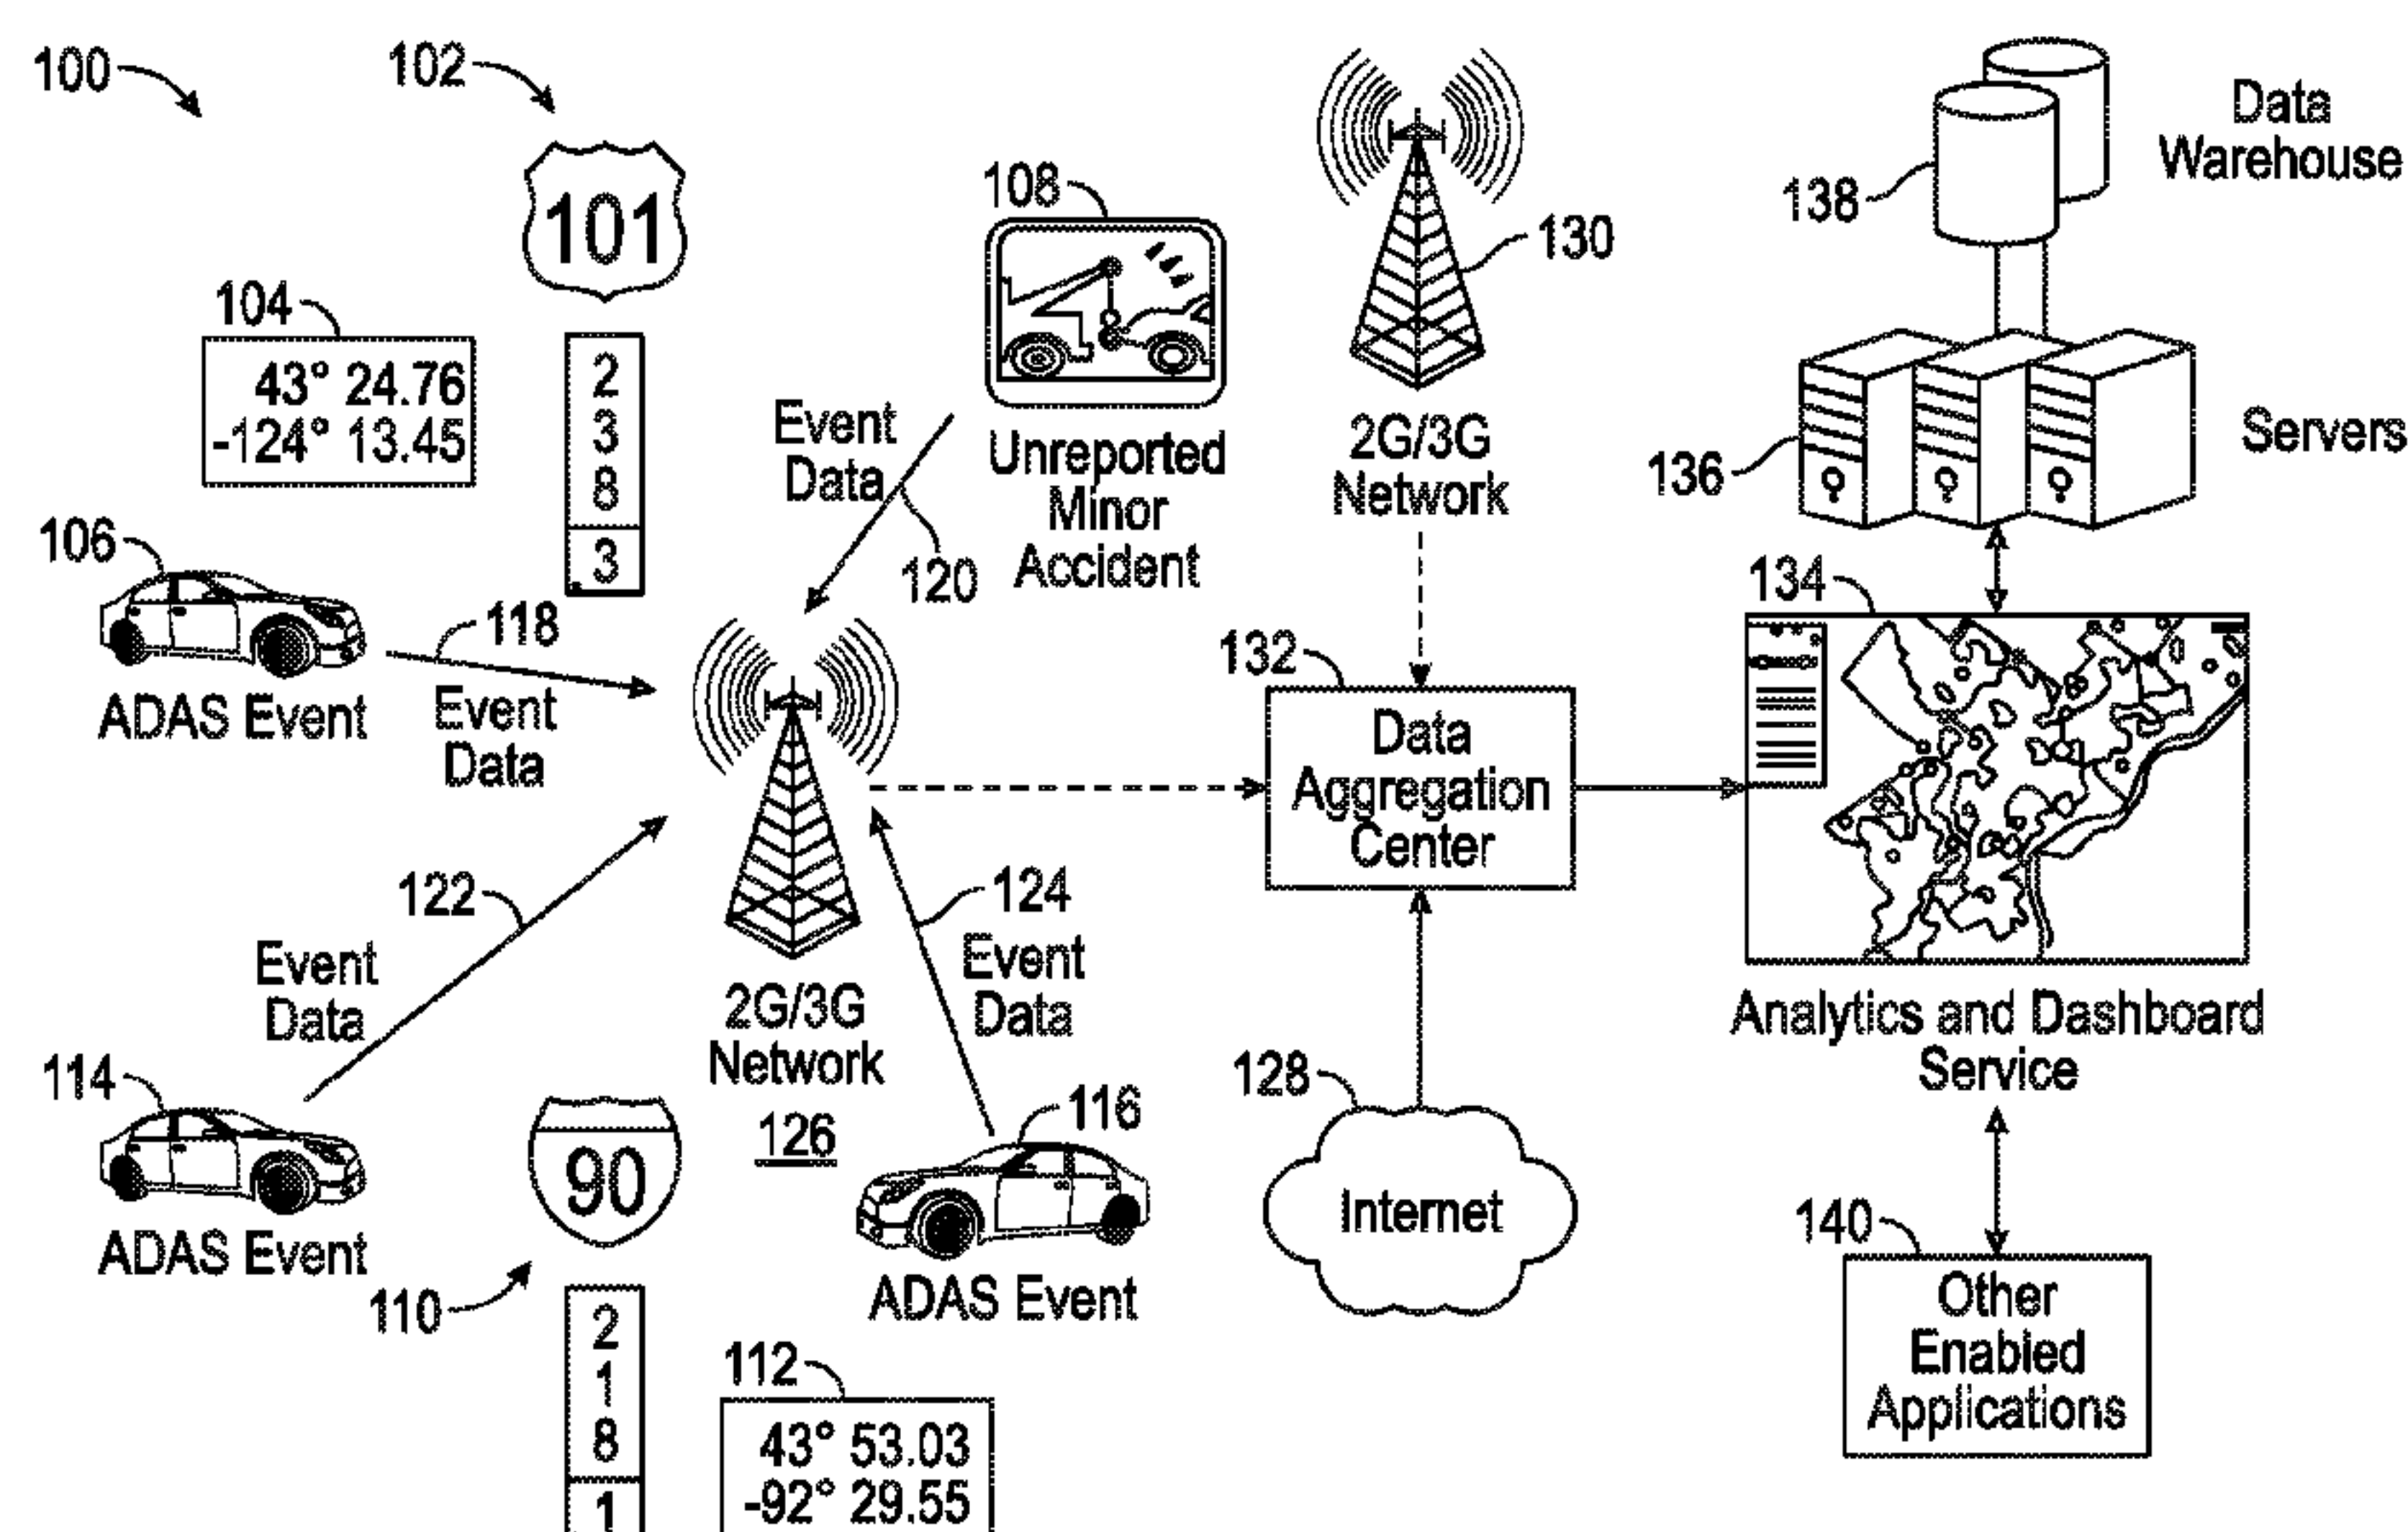 100
102
101
104
43° 24.76
-124° 13.45
2
3
8
3
106
ADAS Event
118
Event
Data
108
Unreported
Minor
Accident
Event
Data
120
130
2G/3G
Network
138
Data
Warehouse
136
Servers
134
132
Data
Aggregation
Center
Analytics and Dashboard
Service
122
Event
Data
124
Event
Data
2G/3G
Network
126
114
ADAS Event
90
110
116
ADAS Event
128
Internet
140
Other
Enabled
Applications
2
1
8
1
112
43° 53.03
-92° 29.55